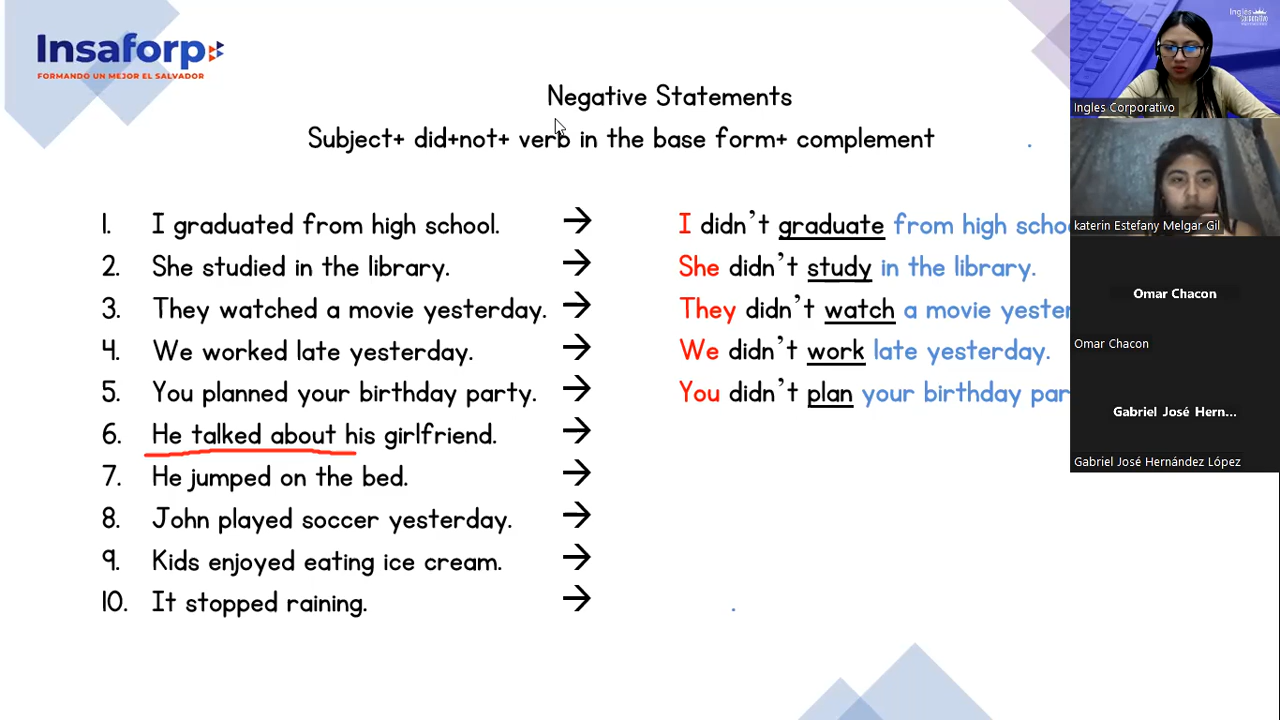 Insaforp
FORMANDO UN MEJOR EL SALVADOR
Negative Statements
Subject+ did+not+ verb in the base form+ complement .
1. I graduated from high school. → I didn't graduate from high schoo
2. She studied in the library. → She didn't study in the library.
3. They watched a movie yesterday. → They didn't watch a movie yester
4. We worked late yesterday. → We didn't work late yesterday.
5. You planned your birthday party. → You didn't plan your birthday par
6. He talked about his girlfriend. →
7. He jumped on the bed. →
8. John played soccer yesterday. →
9. Kids enjoyed eating ice cream. →
10. It stopped raining. → .
Inglés
Corporativo
Ingles Corporativo
katerin Estefany Melgar Gil
Omar Chacon
Omar Chacon
Gabriel José Hern...
Gabriel José Hernández López